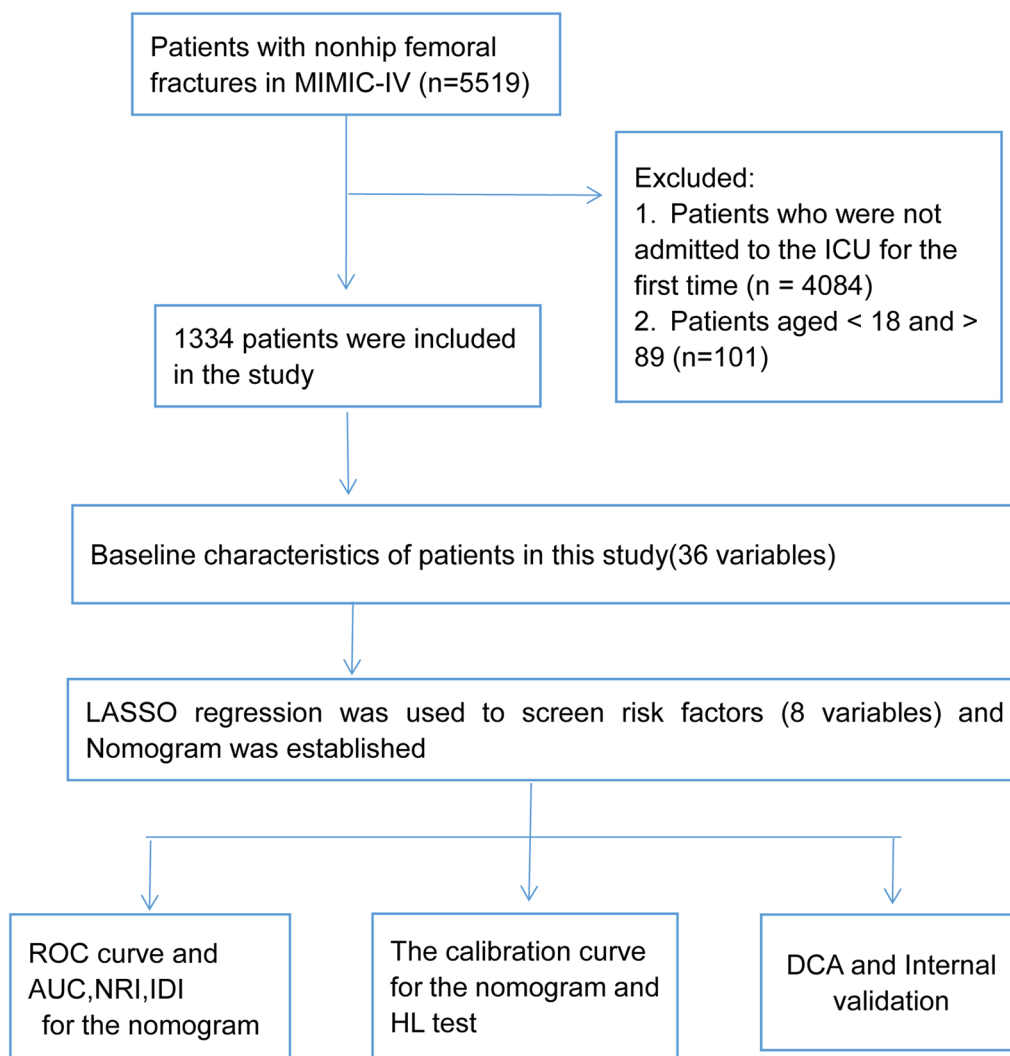 Patients with nonhip femoral
fractures in MIMIC-IV (n=5519)
Excluded:
1. Patients who were not
admitted to the ICU for the
first time (n = 4084)
2. Patients aged < 18 and >
89 (n=101)
1334 patients were included
in the study
Baseline characteristics of patients in this study(36 variables)
LASSO regression was used to screen risk factors (8 variables) and
Nomogram was established
ROC curve and
AUC,NRI,IDI
for the nomogram
The calibration curve
for the nomogram and
HL test
DCA and Internal
validation